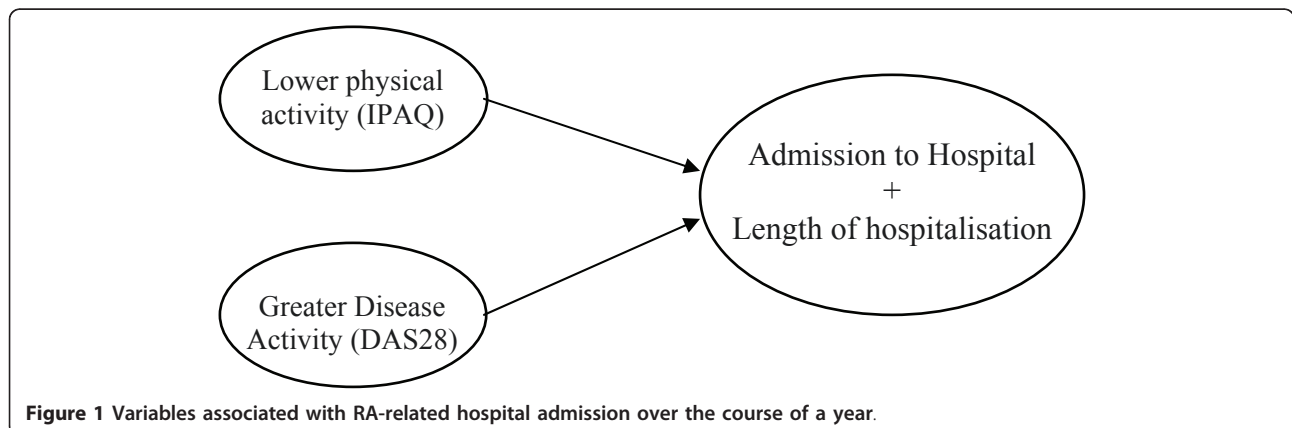 Lower physical
activity (IPAQ)
Admission to Hospital
+
Length of hospitalisation
Greater Disease
Activity (DAS28)
Figure 1 Variables associated with RA-related hospital admission over the course of a year.